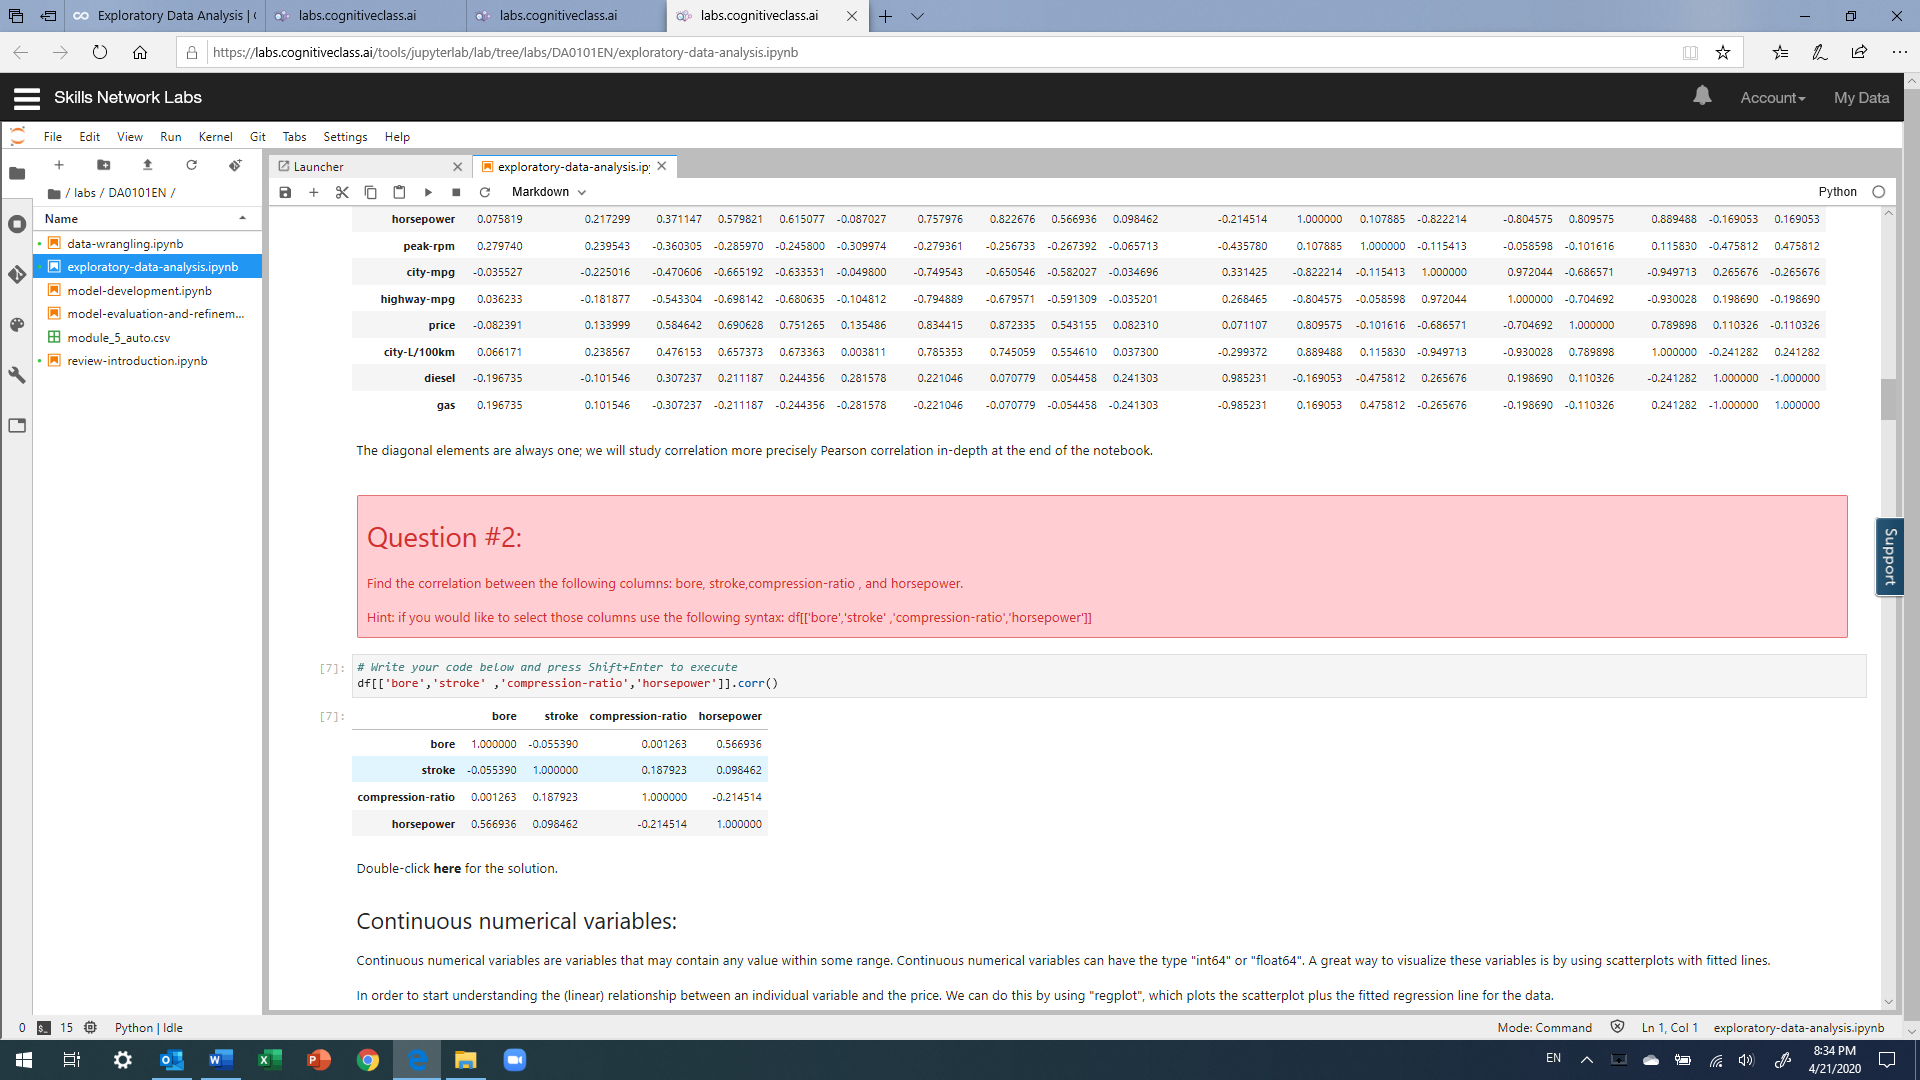 Exploratory Data Analysis | (
labs.cognitiveclass.ai
labs.cognitiveclass.ai
labs.cognitiveclass.ai
https://labs.cognitiveclass.ai/tools/jupyterlab/lab/tree/labs/DA0101EN/exploratory-data-analysis.ipynb
Skills Network Labs
Account
My Data
File Edit View Run Kernel Git Tabs Settings Help
Launcher
exploratory-data-analysis.ip
/ labs / DA0101EN /
Markdown
Python
Name
data-wrangling.ipynb
exploratory-data-analysis.ipynb
model-development.ipynb
model-evaluation-and-refinem...
module_5_auto.csv
review-introduction.ipynb
horsepower 0.075819 0.217299 0.371147 0.579821 0.615077 -0.087027 0.757976 0.822676 0.566936 0.098462 -0.214514 1.000000 0.107885 -0.822214 -0.804575 0.809575 0.889488 -0.169053 0.169053
peak-rpm 0.279740 0.239543 -0.360305 -0.285970 -0.245800 -0.309974 -0.279361 -0.256733 -0.267392 -0.065713 -0.435780 0.107885 1.000000 -0.115413 -0.058598 -0.101616 0.115830 -0.475812 0.475812
city-mpg -0.035527 -0.225016 -0.470606 -0.665192 -0.633531 -0.049800 -0.749543 -0.650546 -0.582027 -0.034696 0.331425 -0.822214 -0.115413 1.000000 0.972044 -0.686571 -0.949713 0.265676 -0.265676
highway-mpg 0.036233 -0.181877 -0.543304 -0.698142 -0.680635 -0.104812 -0.794889 -0.679571 -0.591309 -0.035201 0.268465 -0.804575 -0.058598 0.972044 1.000000 -0.704692 -0.930028 0.198690 -0.198690
price -0.082391 0.133999 0.584642 0.690628 0.751265 0.135486 0.834415 0.872335 0.543155 0.082310 0.071107 0.809575 -0.101616 -0.686571 -0.704692 1.000000 0.789898 0.110326 -0.110326
city-L/100km 0.066171 0.238567 0.476153 0.657373 0.673363 0.003811 0.785353 0.745059 0.554610 0.037300 -0.299372 0.889488 0.115830 -0.949713 -0.930028 0.789898 1.000000 -0.241282 0.241282
diesel -0.196735 -0.101546 0.307237 0.211187 0.244356 0.281578 0.221046 0.070779 0.054458 0.241303 0.985231 -0.169053 -0.475812 0.265676 0.198690 0.110326 -0.241282 1.000000 -1.000000
gas 0.196735 0.101546 -0.307237 -0.211187 -0.244356 -0.281578 -0.221046 -0.070779 -0.054458 -0.241303 -0.985231 0.169053 0.475812 -0.265676 -0.198690 -0.110326 0.241282 -1.000000 1.000000
The diagonal elements are always one; we will study correlation more precisely Pearson correlation in-depth at the end of the notebook.
Question #2:
Find the correlation between the following columns: bore, stroke,compression-ratio , and horsepower.
Hint: if you would like to select those columns use the following syntax: df[['bore','stroke' ,'compression-ratio','horsepower']]
Support
[7]: # Write your code below and press Shift+Enter to execute
df[['bore','stroke' ,'compression-ratio','horsepower']].corr()
[7]: bore stroke compression-ratio horsepower
bore 1.000000 -0.055390 0.001263 0.566936
stroke -0.055390 1.000000 0.187923 0.098462
compression-ratio 0.001263 0.187923 1.000000 -0.214514
horsepower 0.566936 0.098462 -0.214514 1.000000
Double-click here for the solution.
Continuous numerical variables:
Continuous numerical variables are variables that may contain any value within some range. Continuous numerical variables can have the type "int64" or "float64". A great way to visualize these variables is by using scatterplots with fitted lines.
In order to start understanding the (linear) relationship between an individual variable and the price. We can do this by using "regplot", which plots the scatterplot plus the fitted regression line for the data.
0 15 Python | Idle
Mode: Command Ln 1, Col 1 exploratory-data-analysis.ipynb
EN
8:34 PM
4/21/2020